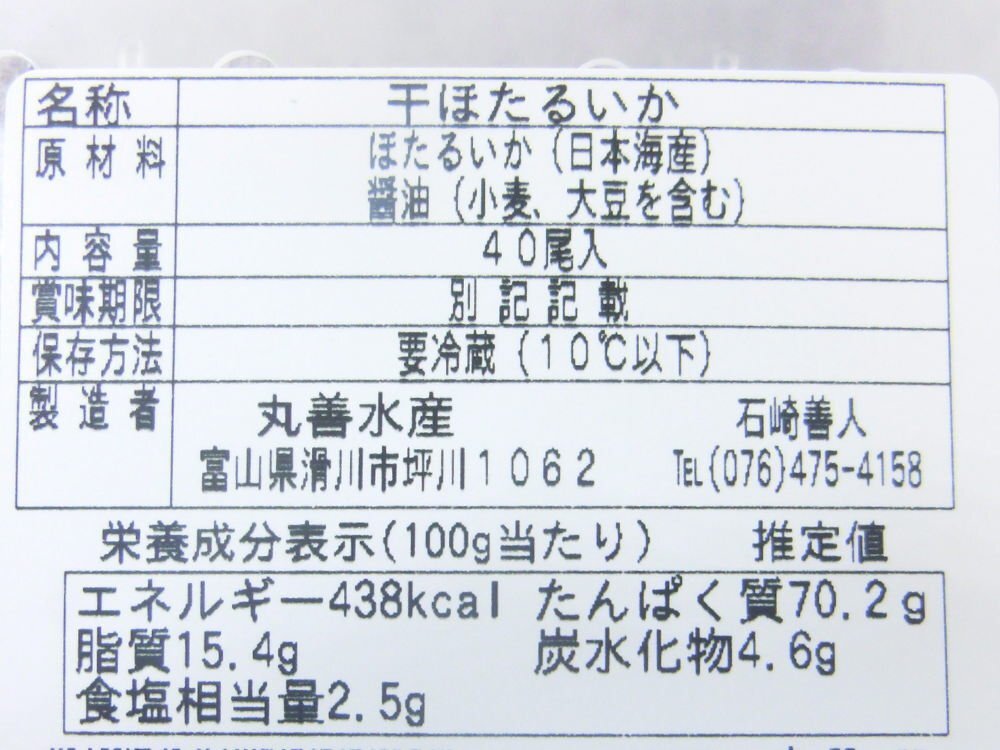 名称 干ほたるいか
原材料 ほたるいか(日本海産)
醤油(小麦、大豆を含む)
内容量 40尾入
賞味期限 別記記載
保存方法 要冷蔵(10℃以下)
製造者 丸善水産 石崎善人
富山県滑川市坪川1062 TEL(076)475-4158
栄養成分表示(100g当たり) 推定値
エネルギー438kcal たんぱく質70.2g
脂質15.4g 炭水化物4.6g
食塩相当量2.5g